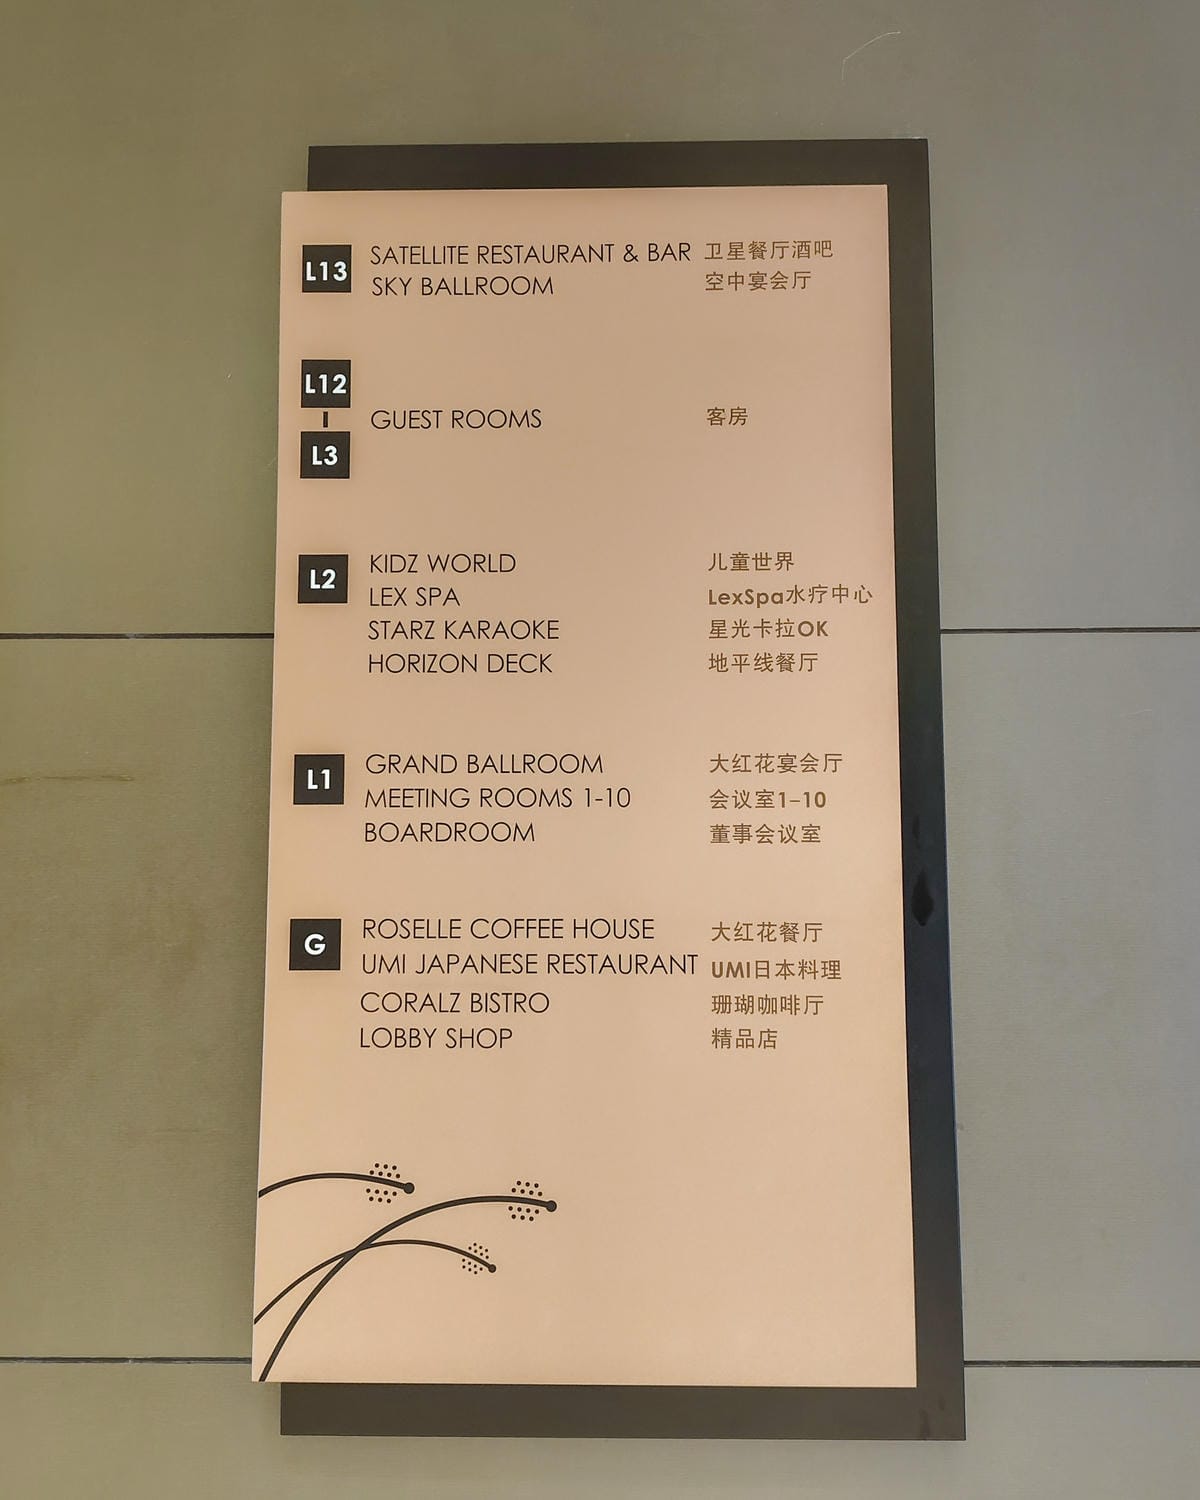 L13 SATELLITE RESTAURANT & BAR 卫星餐厅酒吧
SKY BALLROOM 空中宴会厅
L12
GUEST ROOMS 客房
L3
L2 KIDZ WORLD 儿童世界
LEX SPA LexSpa水疗中心
STARZ KARAOKE 星光卡拉OK
HORIZON DECK 地平线餐厅
L1 GRAND BALLROOM 大红花宴会厅
MEETING ROOMS 1-10 会议室1–10
BOARDROOM 董事会议室
G ROSELLE COFFEE HOUSE 大红花餐厅
UMI JAPANESE RESTAURANT UMI日本料理
CORALZ BISTRO 珊瑚咖啡厅
LOBBY SHOP 精品店